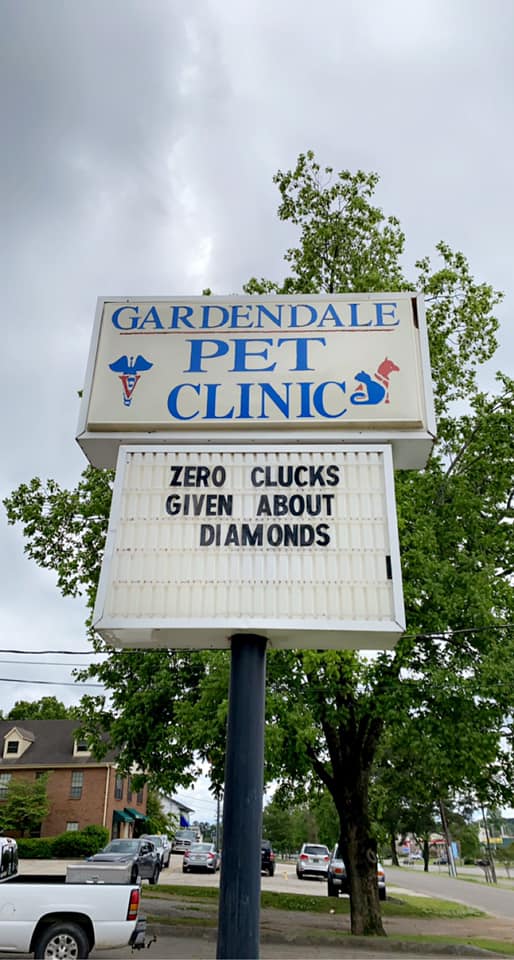 GARDENDALE
PET
CLINIC
ZERO CLUCKS
GIVEN ABOUT
DIAMONDS